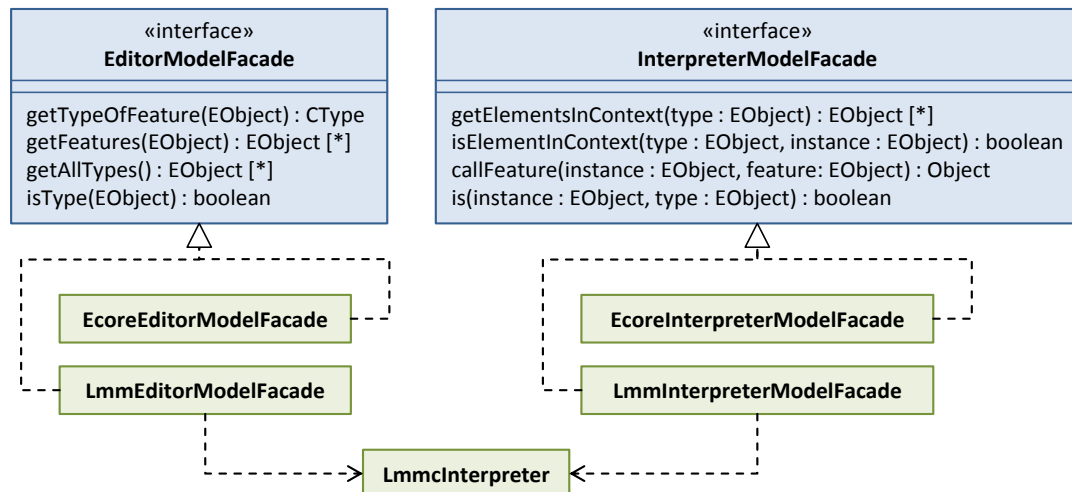 «interface»
EditorModelFacade
getTypeOfFeature(EObject) : CType
getFeatures(EObject) : EObject [*]
getAllTypes() : EObject [*]
isType(EObject) : boolean
«interface»
InterpreterModelFacade
getElementsInContext(type : EObject) : EObject [*]
isElementInContext(type : EObject, instance : EObject) : boolean
callFeature(instance : EObject, feature: EObject) : Object
is(instance : EObject, type : EObject) : boolean
EcoreEditorModelFacade
EcoreInterpreterModelFacade
LmmEditorModelFacade
LmmInterpreterModelFacade
LmmcInterpreter